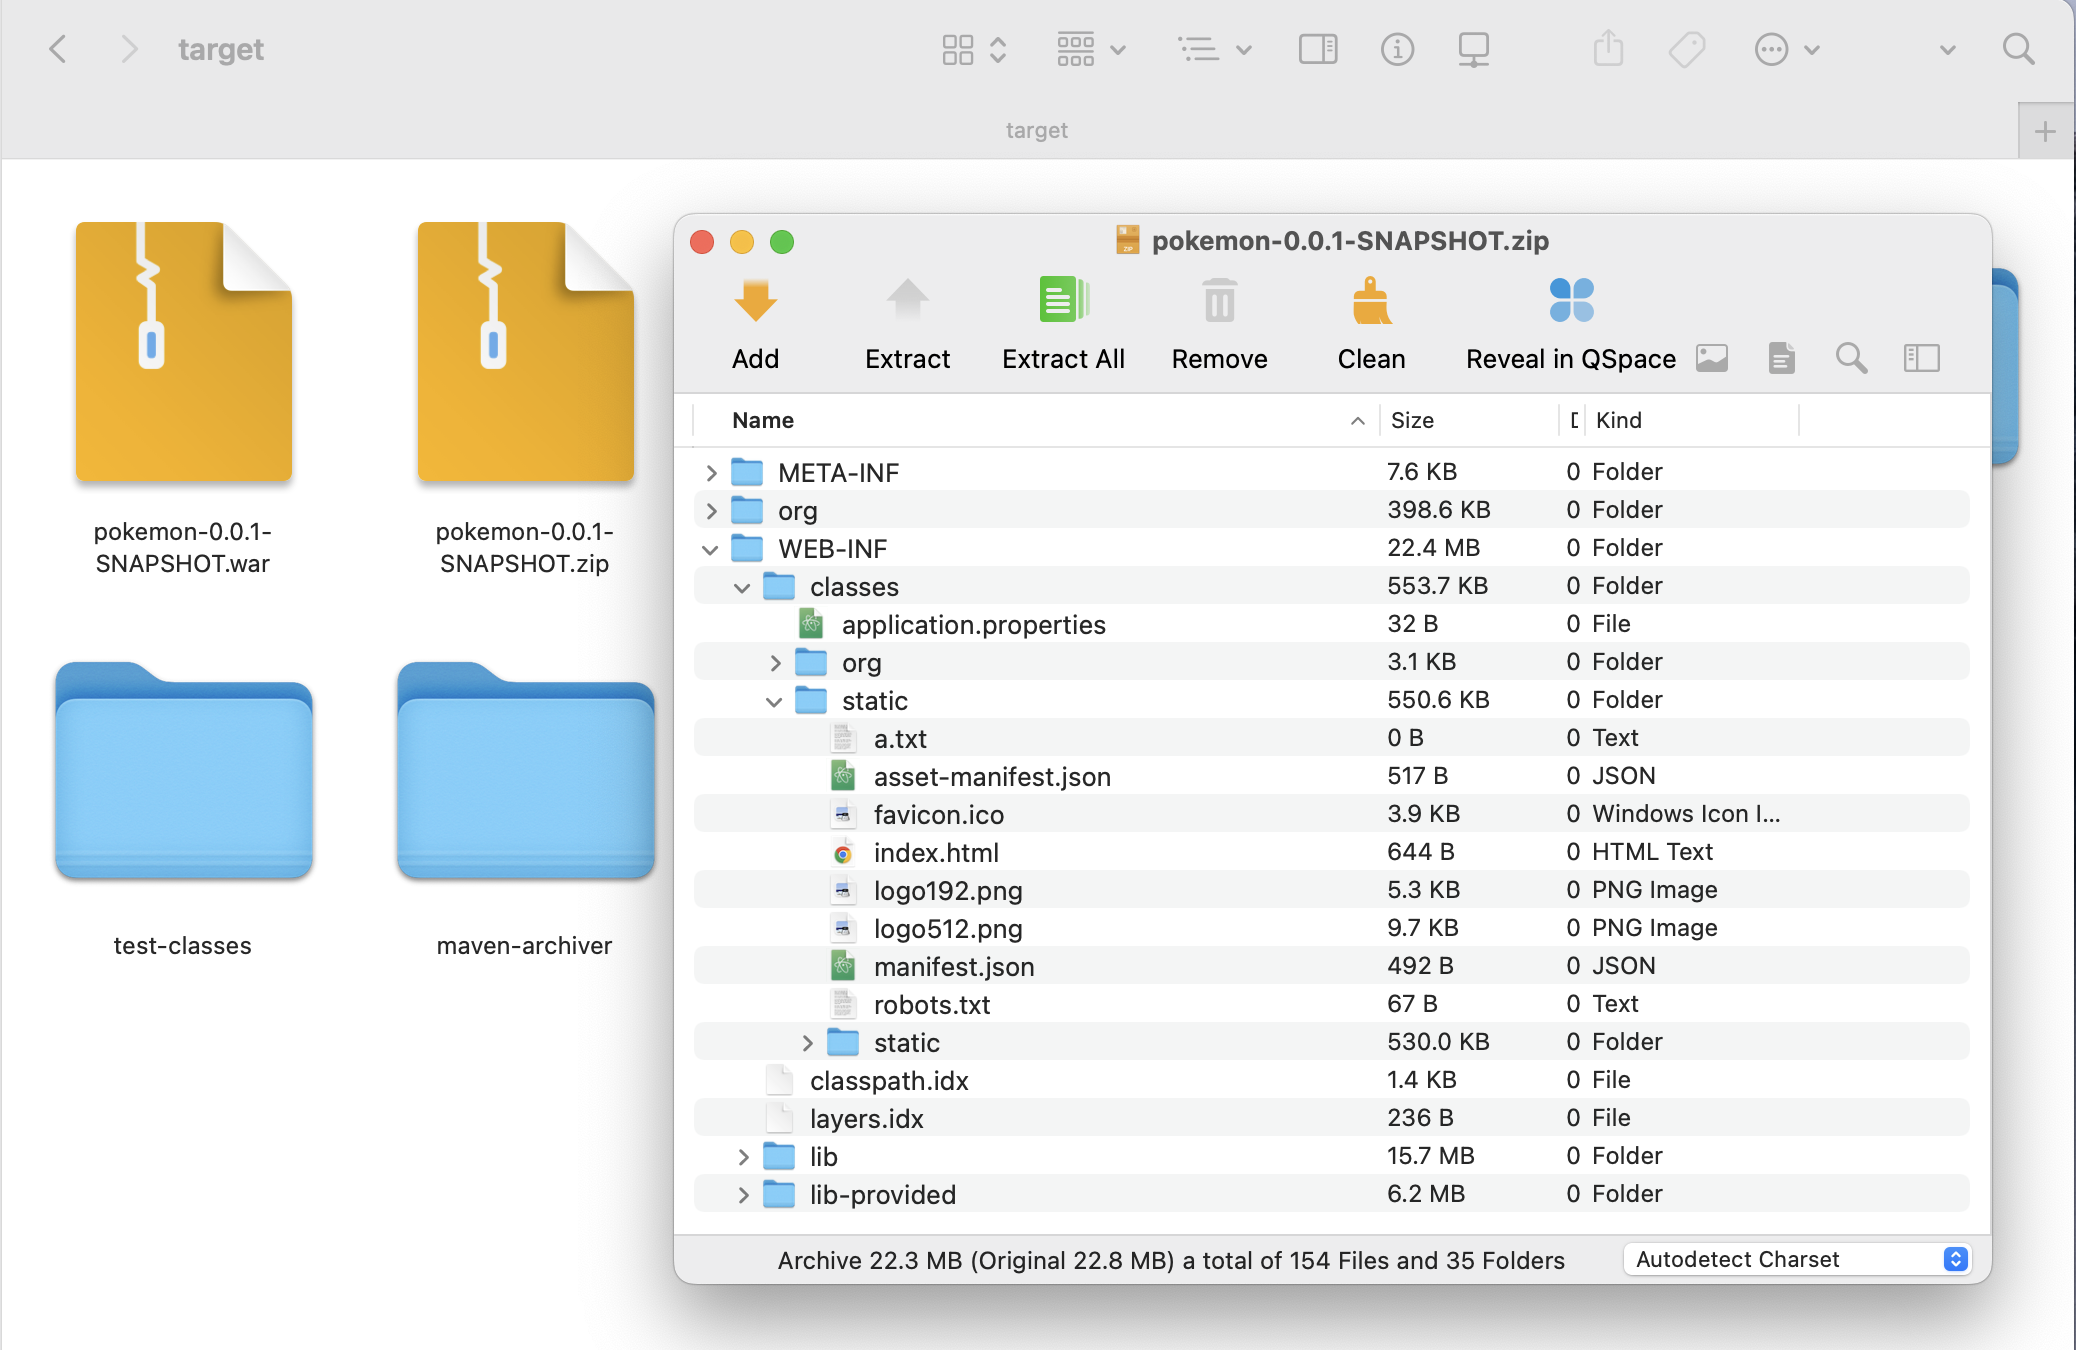 target
target
pokemon-0.0.1-
SNAPSHOT.war
pokemon-0.0.1-
SNAPSHOT.zip
test-classes
maven-archiver
pokemon-0.0.1-SNAPSHOT.zip
Add Extract Extract All Remove Clean Reveal in QSpace
Name Size Kind
META-INF 7.6 KB 0 Folder
org 398.6 KB 0 Folder
WEB-INF 22.4 MB 0 Folder
classes 553.7 KB 0 Folder
application.properties 32 B 0 File
org 3.1 KB 0 Folder
static 550.6 KB 0 Folder
a.txt 0 B 0 Text
asset-manifest.json 517 B 0 JSON
favicon.ico 3.9 KB 0 Windows Icon I...
index.html 644 B 0 HTML Text
logo192.png 5.3 KB 0 PNG Image
logo512.png 9.7 KB 0 PNG Image
manifest.json 492 B 0 JSON
robots.txt 67 B 0 Text
static 530.0 KB 0 Folder
classpath.idx 1.4 KB 0 File
layers.idx 236 B 0 File
lib 15.7 MB 0 Folder
lib-provided 6.2 MB 0 Folder
Archive 22.3 MB (Original 22.8 MB) a total of 154 Files and 35 Folders
Autodetect Charset